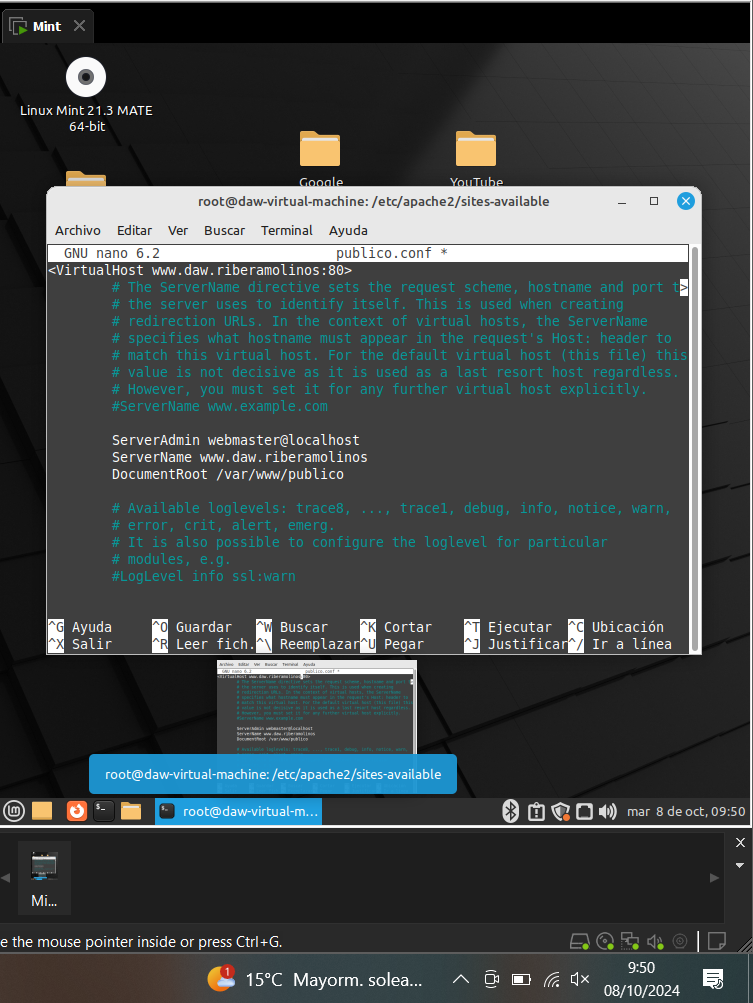 Mint
Linux Mint 21.3 MATE
64-bit
Google
YouTube
root@daw-virtual-machine: /etc/apache2/sites-available
Archivo Editar Ver Buscar Terminal Ayuda
GNU nano 6.2 publico.conf *
<VirtualHost www.daw.riberamolinos:80>
# The ServerName directive sets the request scheme, hostname and port t>
# the server uses to identify itself. This is used when creating
# redirection URLs. In the context of virtual hosts, the ServerName
# specifies what hostname must appear in the request's Host: header to
# match this virtual host. For the default virtual host (this file) this
# value is not decisive as it is used as a last resort host regardless.
# However, you must set it for any further virtual host explicitly.
#ServerName www.example.com
ServerAdmin webmaster@localhost
ServerName www.daw.riberamolinos
DocumentRoot /var/www/publico
# Available loglevels: trace8, ..., trace1, debug, info, notice, warn,
# error, crit, alert, emerg.
# It is also possible to configure the loglevel for particular
# modules, e.g.
#LogLevel info ssl:warn
^G Ayuda ^O Guardar ^W Buscar ^K Cortar ^T Ejecutar ^C Ubicación
^X Salir ^R Leer fich. ^\ Reemplazar ^U Pegar ^J Justificar ^/ Ir a línea
root@daw-virtual-machine:/etc/apache2/sites-available
root@daw-virtual-m... mar 8 de oct, 09:50
Mi...
e the mouse pointer inside or press Ctrl+G.
1
15°C Mayorm. solea...
9:50
08/10/2024